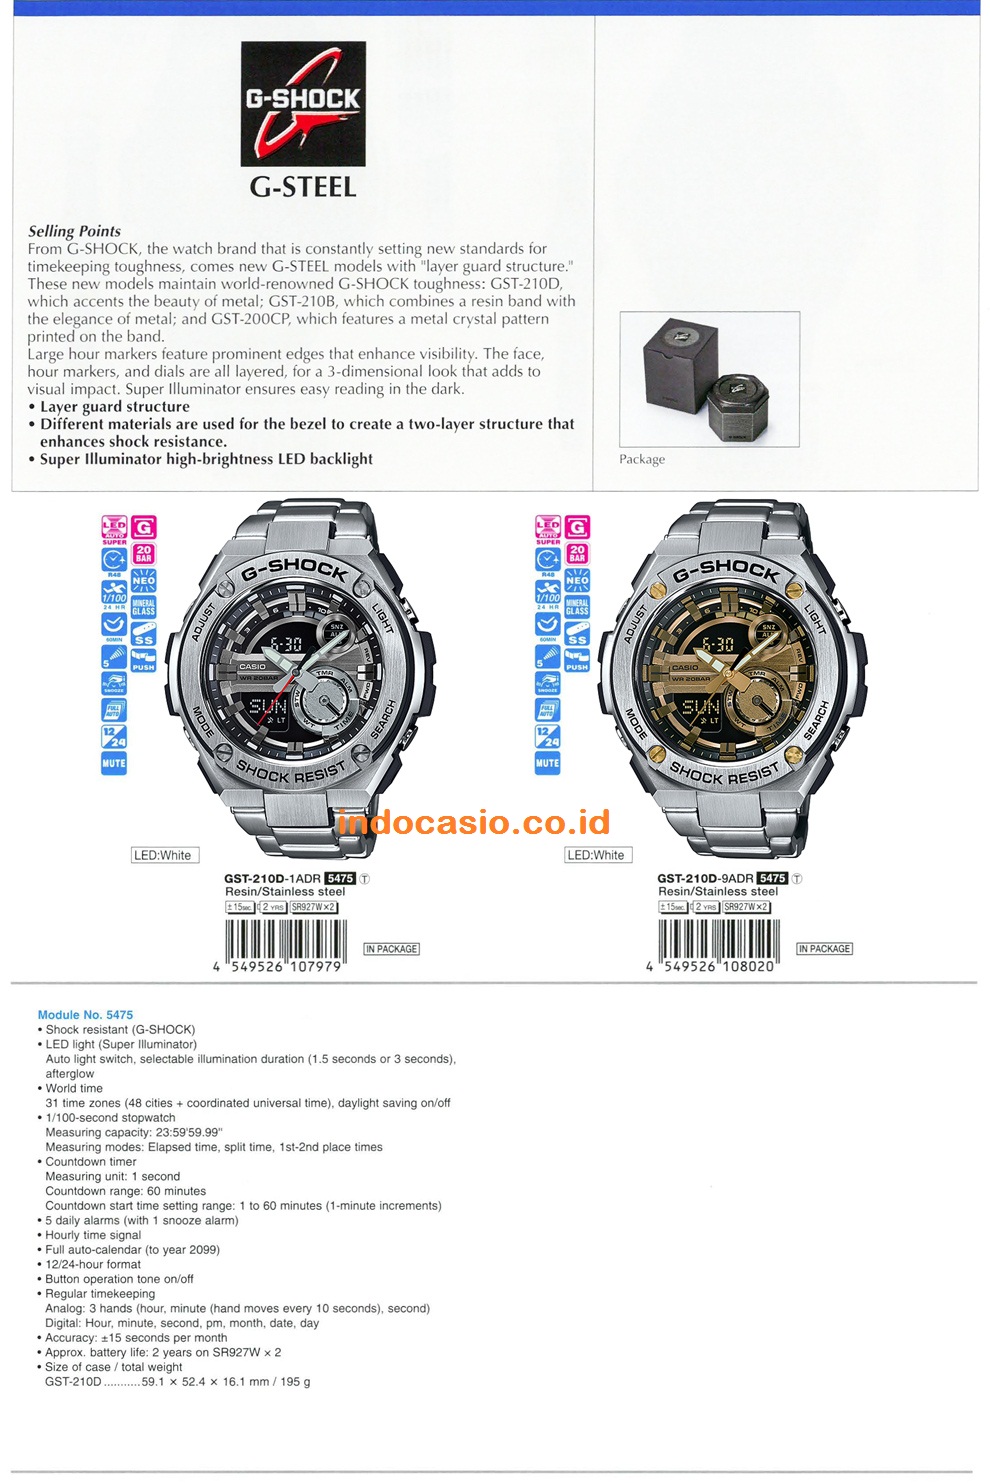 G-SHOCK
G-STEEL
Selling Points
From G-SHOCK, the watch brand that is constantly setting new standards for
timekeeping toughness, comes new G-STEEL models with "layer guard structure."
These new models maintain world-renowned G-SHOCK toughness: GST-210D,
which accents the beauty of metal; GST-210B, which combines a resin band with
the elegance of metal; and GST-200CP, which features a metal crystal pattern
printed on the band.
Large hour markers feature prominent edges that enhance visibility. The face,
hour markers, and dials are all layered, for a 3-dimensional look that adds to
visual impact. Super Illuminator ensures easy reading in the dark.
• Layer guard structure
• Different materials are used for the bezel to create a two-layer structure that
enhances shock resistance.
• Super Illuminator high-brightness LED backlight
Package
LED
AUTO
SUPER
G
20
BAR
R48
NEO
1/100
24 HR
MINERAL
GLASS
60MIN
SS
5
PUSH
SNOOZE
FULL
AUTO
12/24
MUTE
G-SHOCK
ADJUST
LIGHT
MODE
SEARCH
SHOCK RESIST
SNZ
AL
6:30
CASIO
WR 20BAR
SUN
LT
TMR
TIME
LED
AUTO
SUPER
G
20
BAR
R48
NEO
1/100
24 HR
MINERAL
GLASS
60MIN
SS
5
PUSH
SNOOZE
FULL
AUTO
12/24
MUTE
G-SHOCK
ADJUST
LIGHT
MODE
SEARCH
SHOCK RESIST
SNZ
AL
6:30
CASIO
WR 20BAR
SUN
LT
TMR
TIME
indocasio.co.id
LED:White
LED:White
GST-210D-1ADR 5475 T
Resin/Stainless steel
±15SEC. 2 YRS SR927W×2
IN PACKAGE
4 549526 107979
GST-210D-9ADR 5475 T
Resin/Stainless steel
±15SEC. 2 YRS SR927W×2
IN PACKAGE
4 549526 108020
Module No. 5475
• Shock resistant (G-SHOCK)
• LED light (Super Illuminator)
Auto light switch, selectable illumination duration (1.5 seconds or 3 seconds),
afterglow
• World time
31 time zones (48 cities + coordinated universal time), daylight saving on/off
• 1/100-second stopwatch
Measuring capacity: 23:59'59.99"
Measuring modes: Elapsed time, split time, 1st-2nd place times
• Countdown timer
Measuring unit: 1 second
Countdown range: 60 minutes
Countdown start time setting range: 1 to 60 minutes (1-minute increments)
• 5 daily alarms (with 1 snooze alarm)
• Hourly time signal
• Full auto-calendar (to year 2099)
• 12/24-hour format
• Button operation tone on/off
• Regular timekeeping
Analog: 3 hands (hour, minute (hand moves every 10 seconds), second)
Digital: Hour, minute, second, pm, month, date, day
• Accuracy: ±15 seconds per month
• Approx. battery life: 2 years on SR927W × 2
• Size of case / total weight
GST-210D...........59.1 × 52.4 × 16.1 mm / 195 g